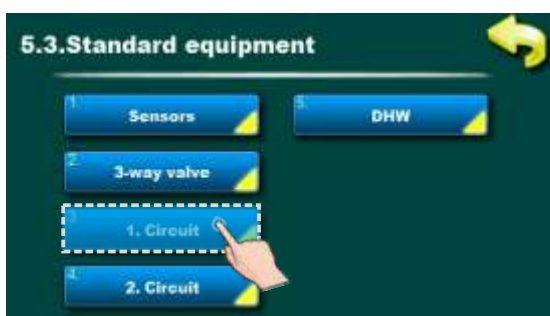 5.3.Standard equipment
1. Sensors
5. DHW
2. 3-way valve
3. 1. Circuit
4. 2. Circuit